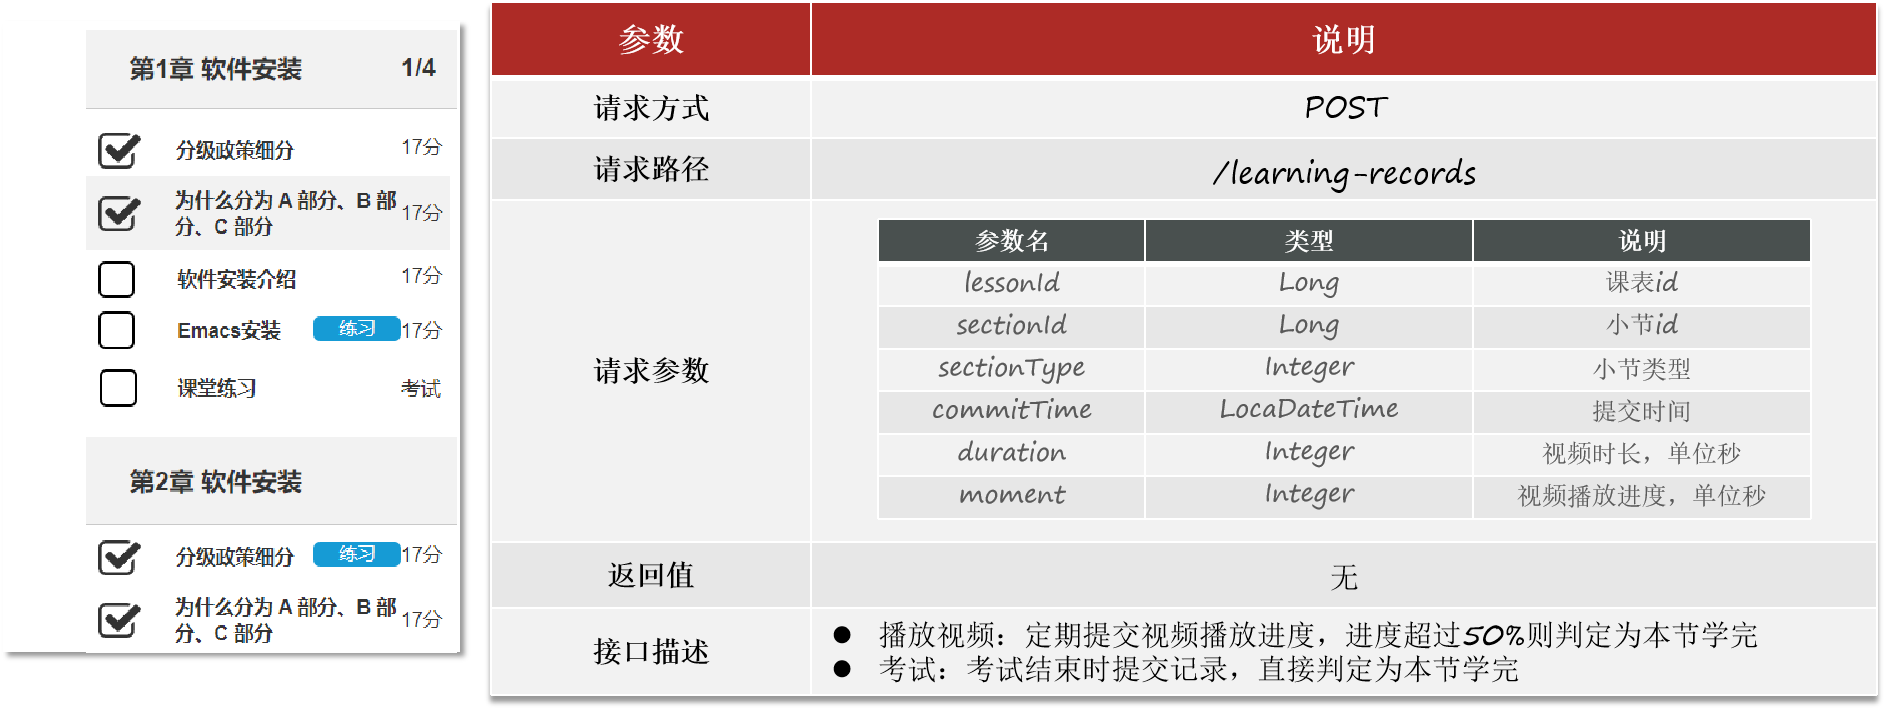 第1章 软件安装 1/4
分级政策细分 17分
为什么分为 A 部分、B 部
分、C 部分 17分
软件安装介绍 17分
Emacs安装 练习 17分
课堂练习 考试
第2章 软件安装
分级政策细分 练习 17分
为什么分为 A 部分、B 部
分、C 部分 17分
参数 说明
请求方式 POST
请求路径 /learning-records
请求参数
参数名 类型 说明
lessonId Long 课表id
sectionId Long 小节id
sectionType Integer 小节类型
commitTime LocaDateTime 提交时间
duration Integer 视频时长，单位秒
moment Integer 视频播放进度，单位秒
返回值 无
接口描述
● 播放视频：定期提交视频播放进度，进度超过50%则判定为本节学完
● 考试：考试结束时提交记录，直接判定为本节学完